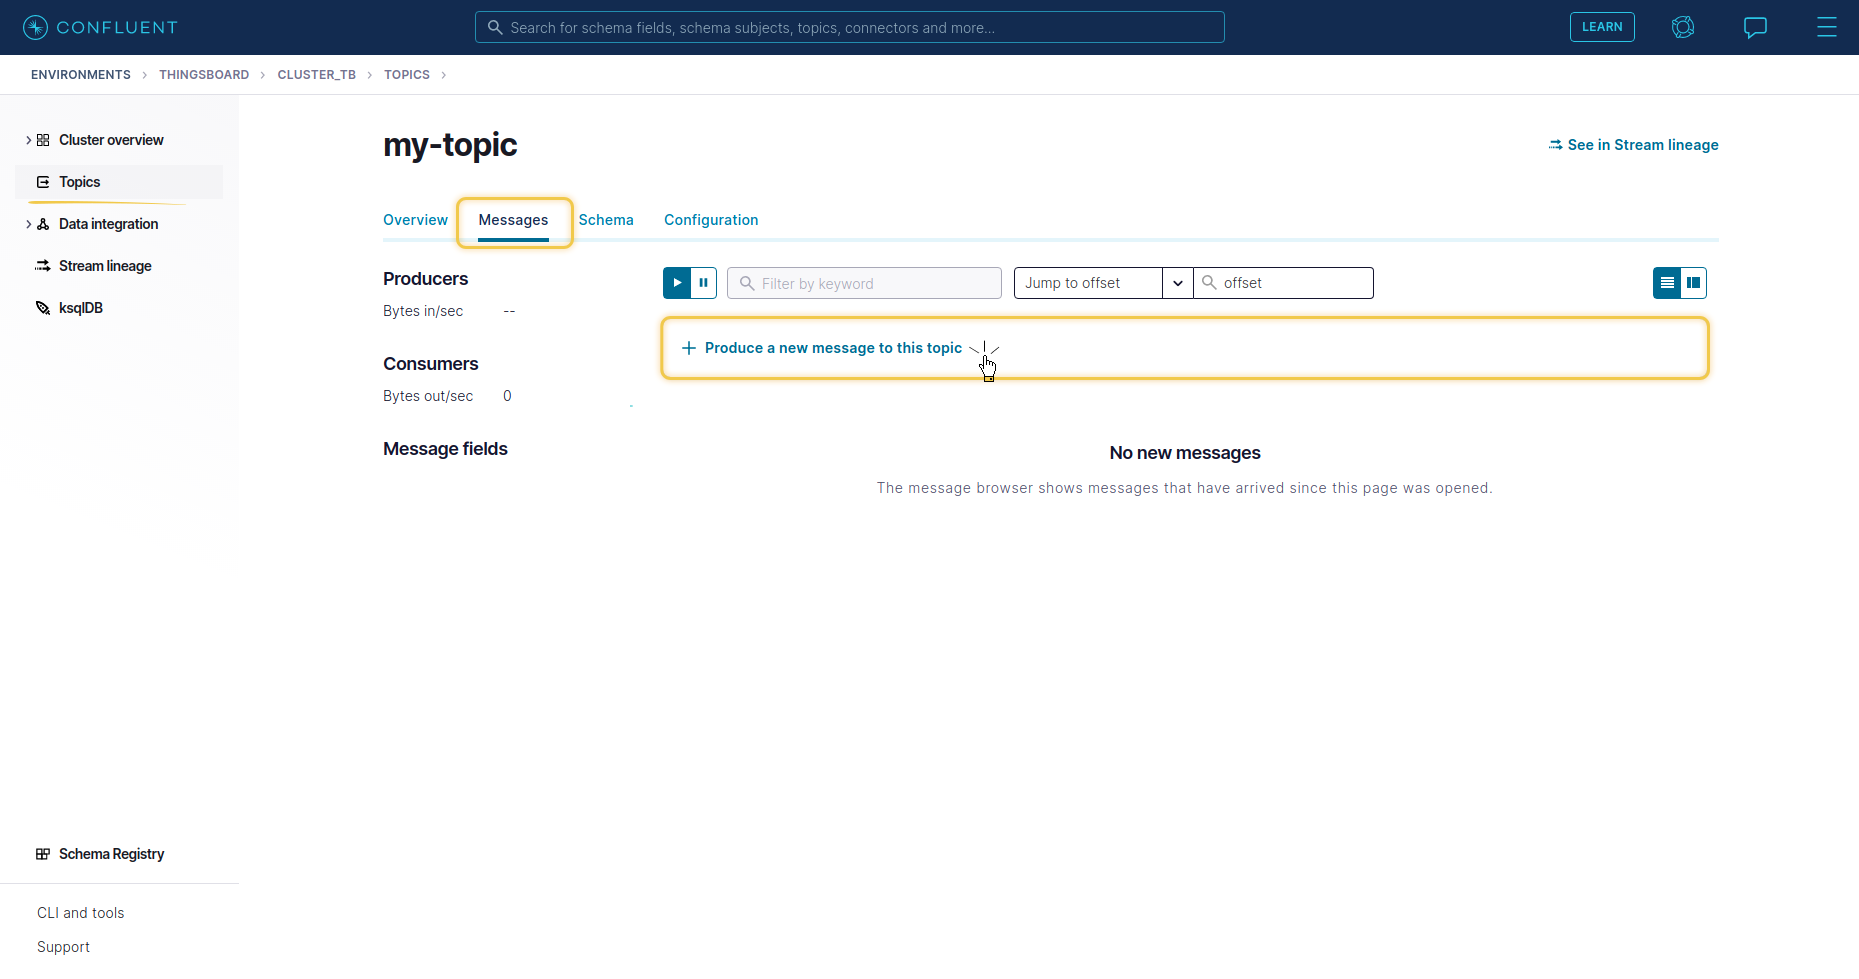 CONFLUENT
Search for schema fields, schema subjects, topics, connectors and more...
LEARN
ENVIRONMENTS > THINGSBOARD > CLUSTER_TB > TOPICS >
Cluster overview
Topics
Data integration
Stream lineage
ksqlDB
Schema Registry
CLI and tools
Support
my-topic
See in Stream lineage
Overview Messages Schema Configuration
Producers
Bytes in/sec --
Consumers
Bytes out/sec 0
Message fields
Filter by keyword
Jump to offset
offset
+ Produce a new message to this topic
No new messages
The message browser shows messages that have arrived since this page was opened.